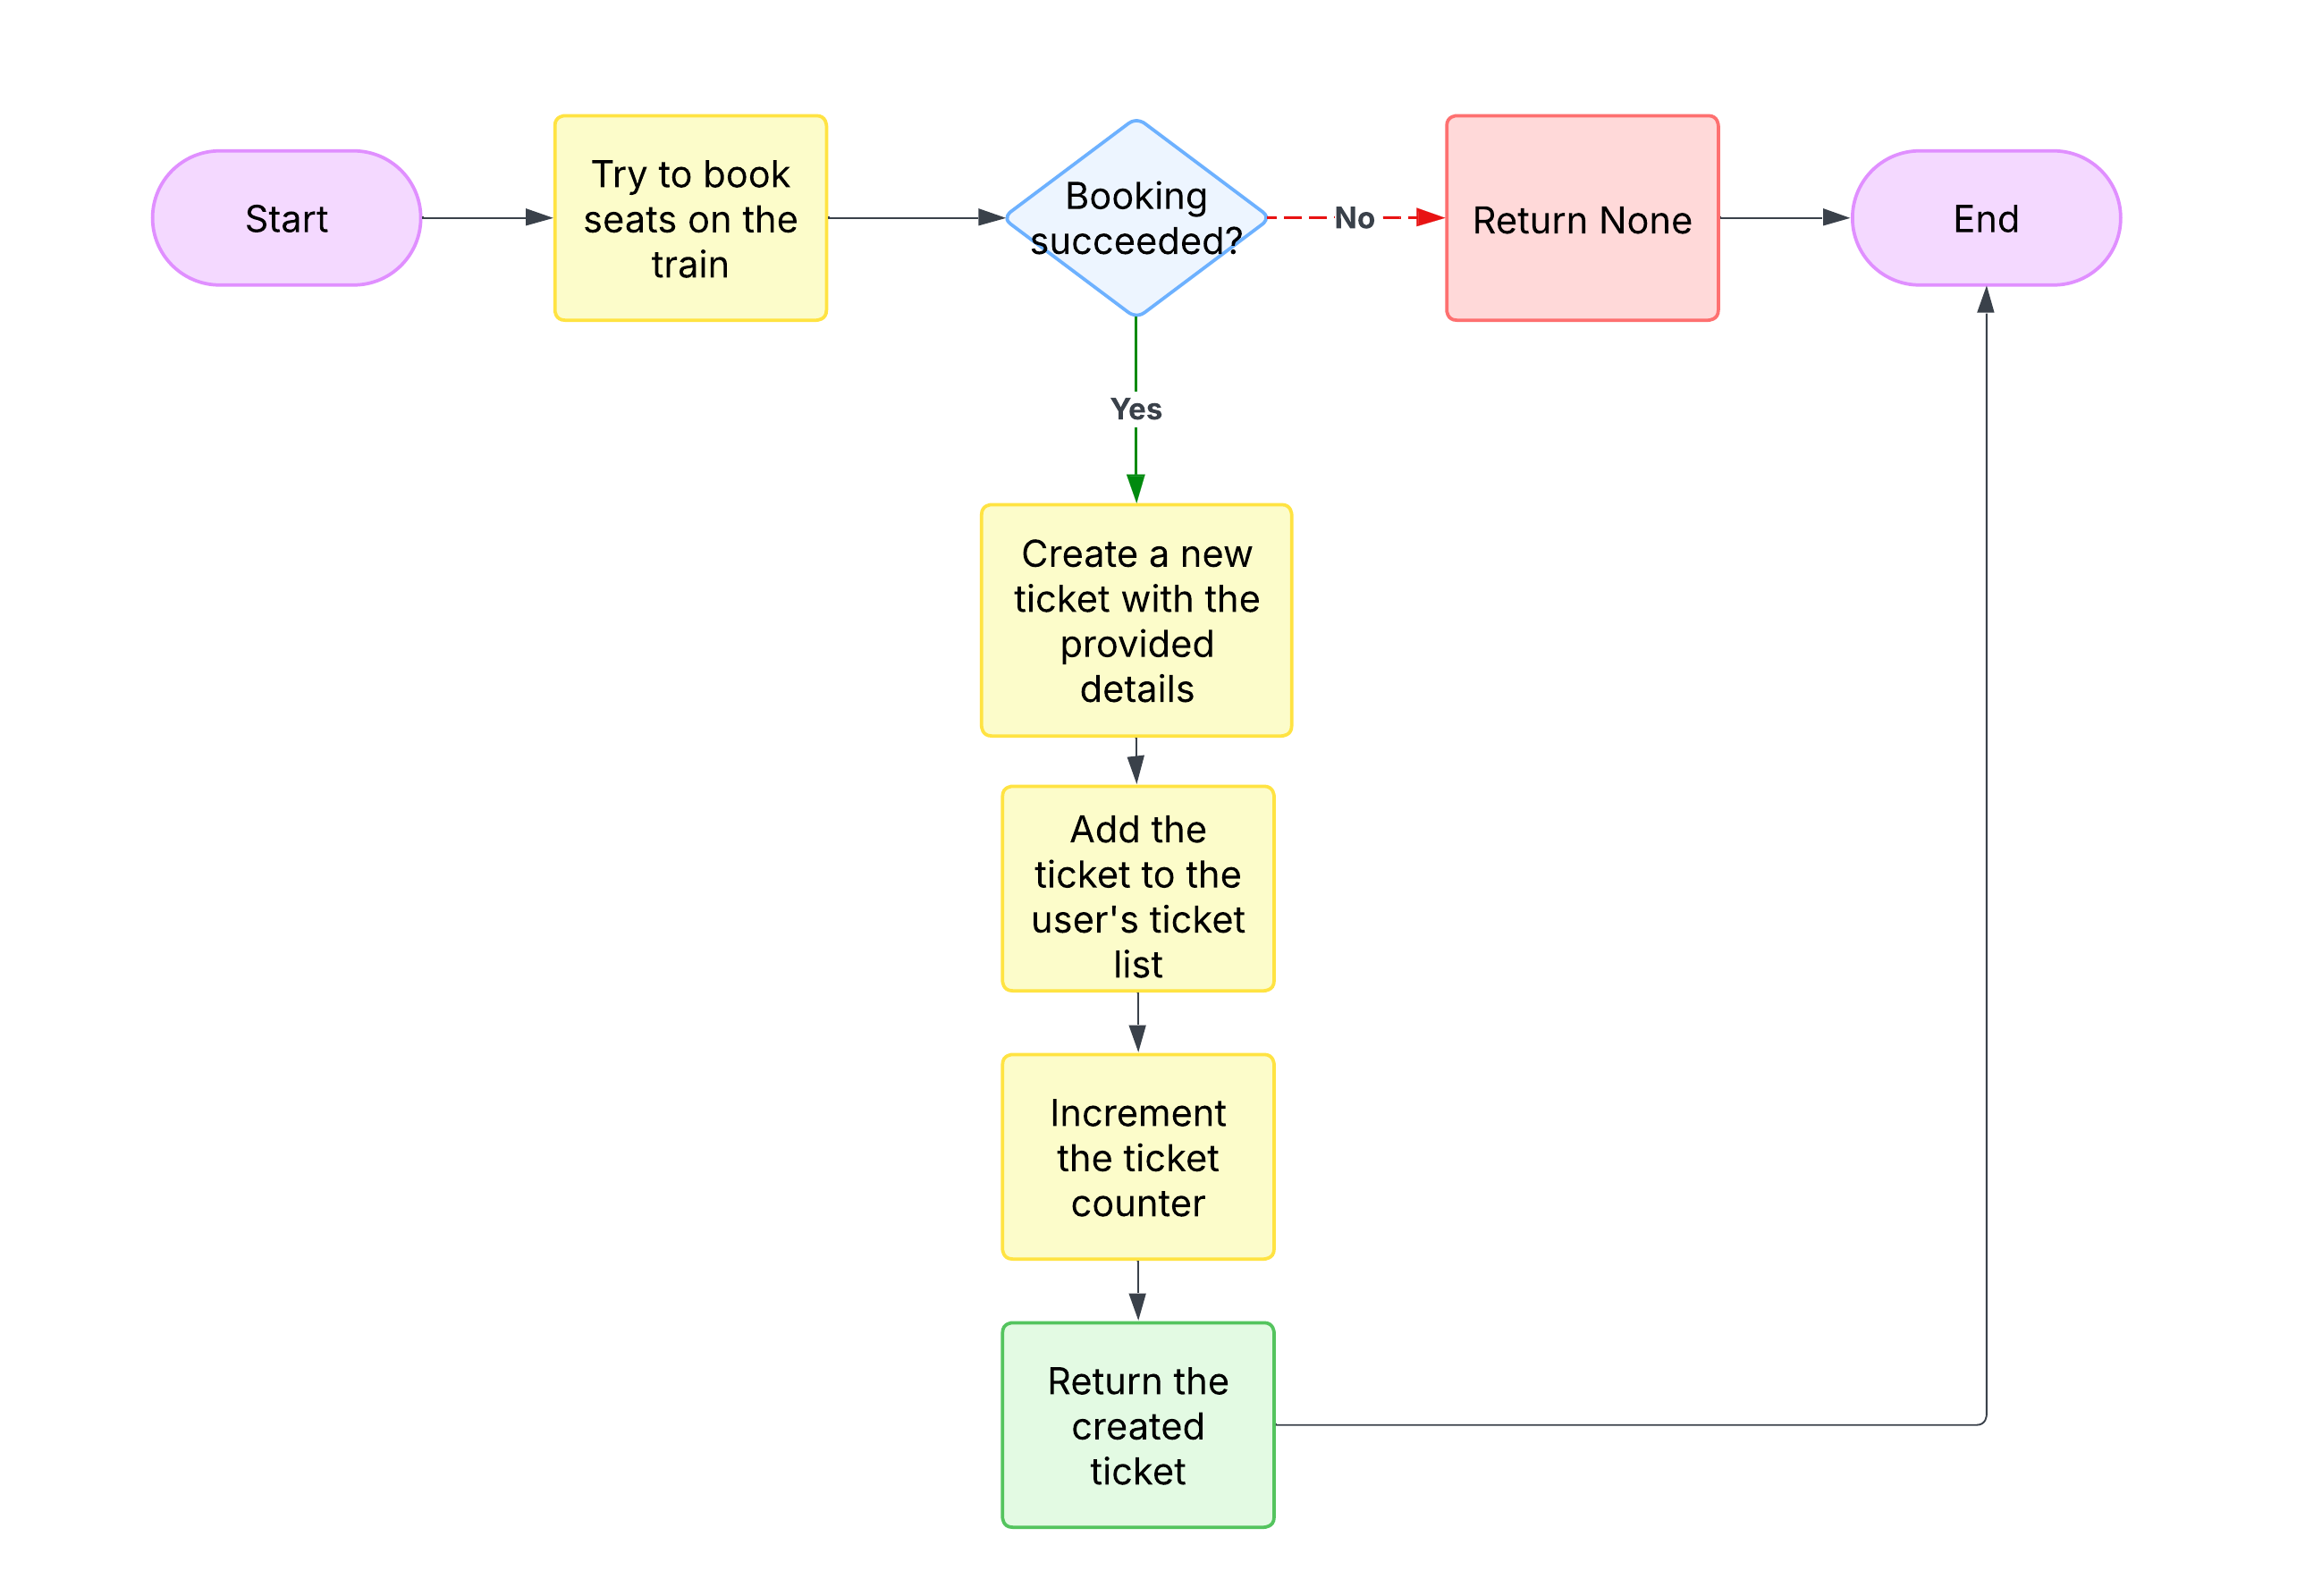 Start
Try to book
seats on the
train
Booking
succeeded?
No
Return None
End
Yes
Create a new
ticket with the
provided
details
Add the
ticket to the
user's ticket
list
Increment
the ticket
counter
Return the
created
ticket